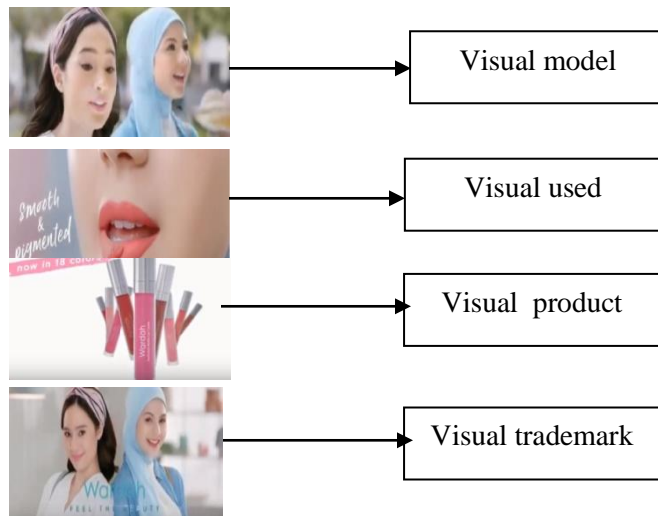 Visual model
Smooth
&
pigmented
Visual used
now in 18 colors
Wardah
Visual product
Wardah
FEEL THE BEAUTY
Visual trademark